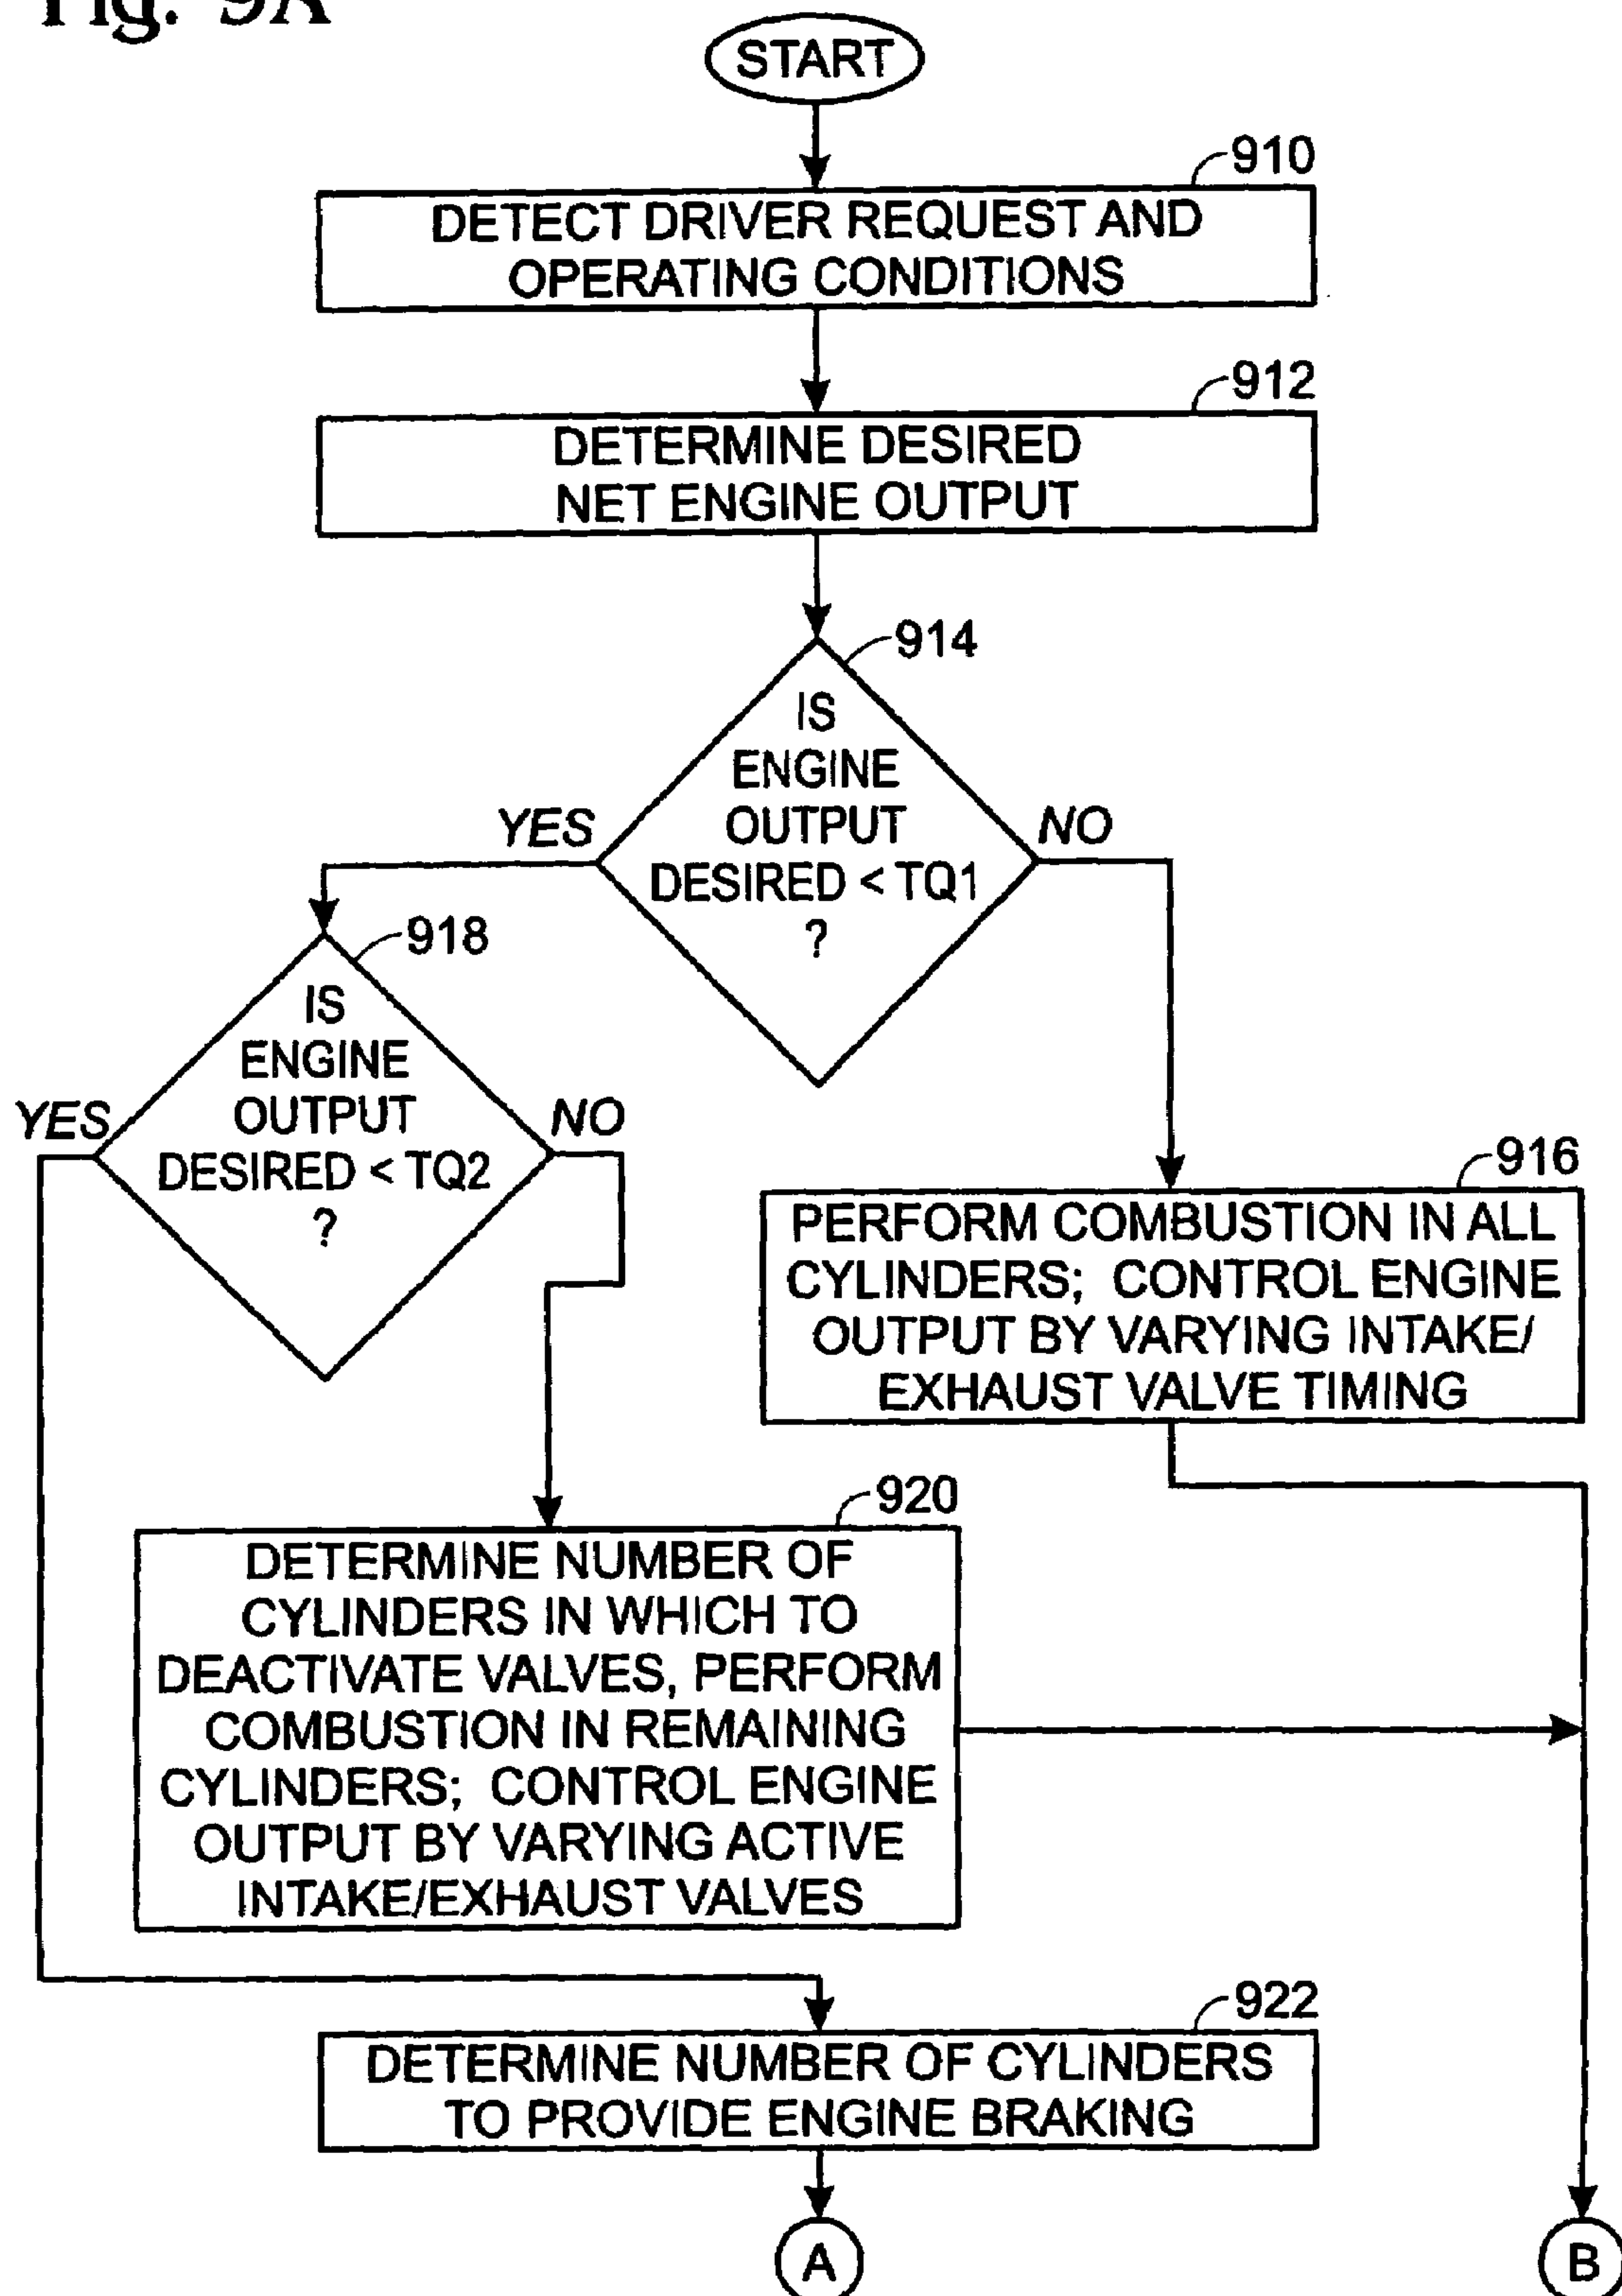 Fig. 9A
START
910
DETECT DRIVER REQUEST AND
OPERATING CONDITIONS
912
DETERMINE DESIRED
NET ENGINE OUTPUT
914
IS
ENGINE
OUTPUT
DESIRED < TQ1
?
YES
NO
918
IS
ENGINE
OUTPUT
DESIRED < TQ2
?
YES
NO
916
PERFORM COMBUSTION IN ALL
CYLINDERS; CONTROL ENGINE
OUTPUT BY VARYING INTAKE/
EXHAUST VALVE TIMING
920
DETERMINE NUMBER OF
CYLINDERS IN WHICH TO
DEACTIVATE VALVES, PERFORM
COMBUSTION IN REMAINING
CYLINDERS; CONTROL ENGINE
OUTPUT BY VARYING ACTIVE
INTAKE/EXHAUST VALVES
922
DETERMINE NUMBER OF CYLINDERS
TO PROVIDE ENGINE BRAKING
A
B